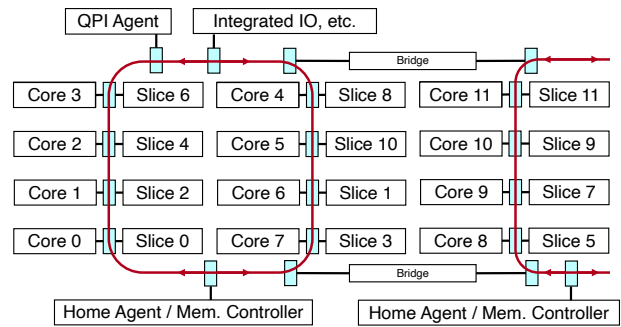 QPI Agent
Integrated IO, etc.
Bridge
Core 3
Slice 6
Core 4
Slice 8
Core 11
Slice 11
Core 2
Slice 4
Core 5
Slice 10
Core 10
Slice 9
Core 1
Slice 2
Core 6
Slice 1
Core 9
Slice 7
Core 0
Slice 0
Core 7
Slice 3
Core 8
Slice 5
Bridge
Home Agent / Mem. Controller
Home Agent / Mem. Controller